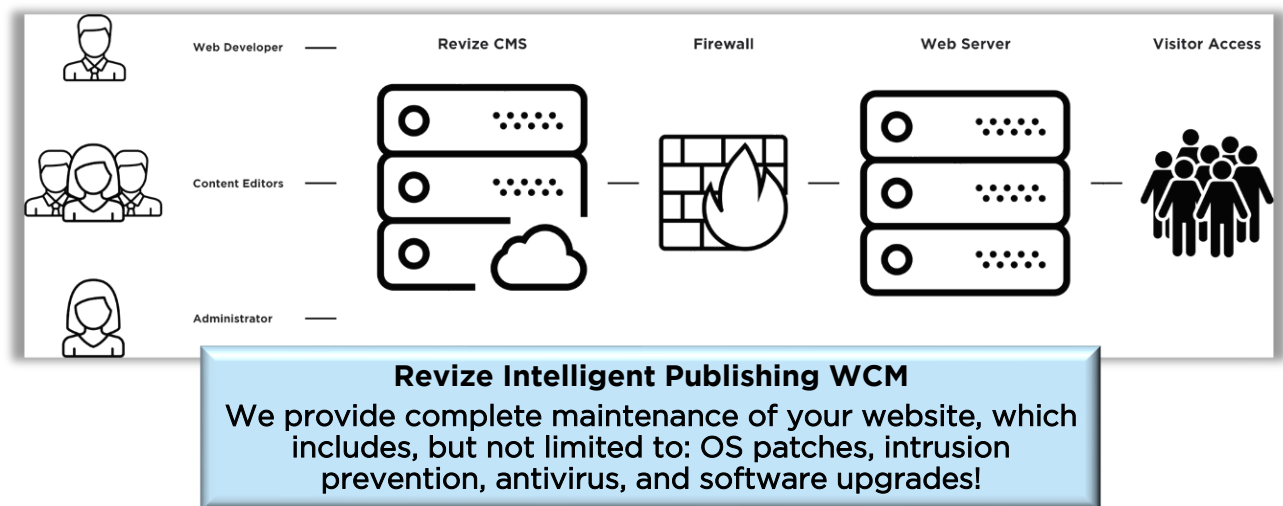 Web Developer
Revize CMS
Firewall
Web Server
Visitor Access
Content Editors
Administrator
Revize Intelligent Publishing WCM
We provide complete maintenance of your website, which
includes, but not limited to: OS patches, intrusion
prevention, antivirus, and software upgrades!